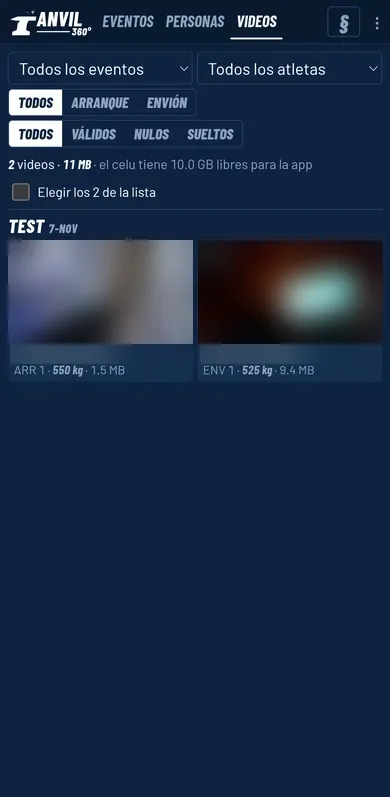 ANVIL 360° EVENTOS PERSONAS VIDEOS §
Todos los eventos Todos los atletas
TODOS ARRANQUE ENVIÓN
TODOS VÁLIDOS NULOS SUELTOS
2 videos · 11 MB · el celu tiene 10.0 GB libres para la app
Elegir los 2 de la lista
TEST 7-NOV
ARR 1 · 550 kg · 1.5 MB
ENV 1 · 525 kg · 9.4 MB